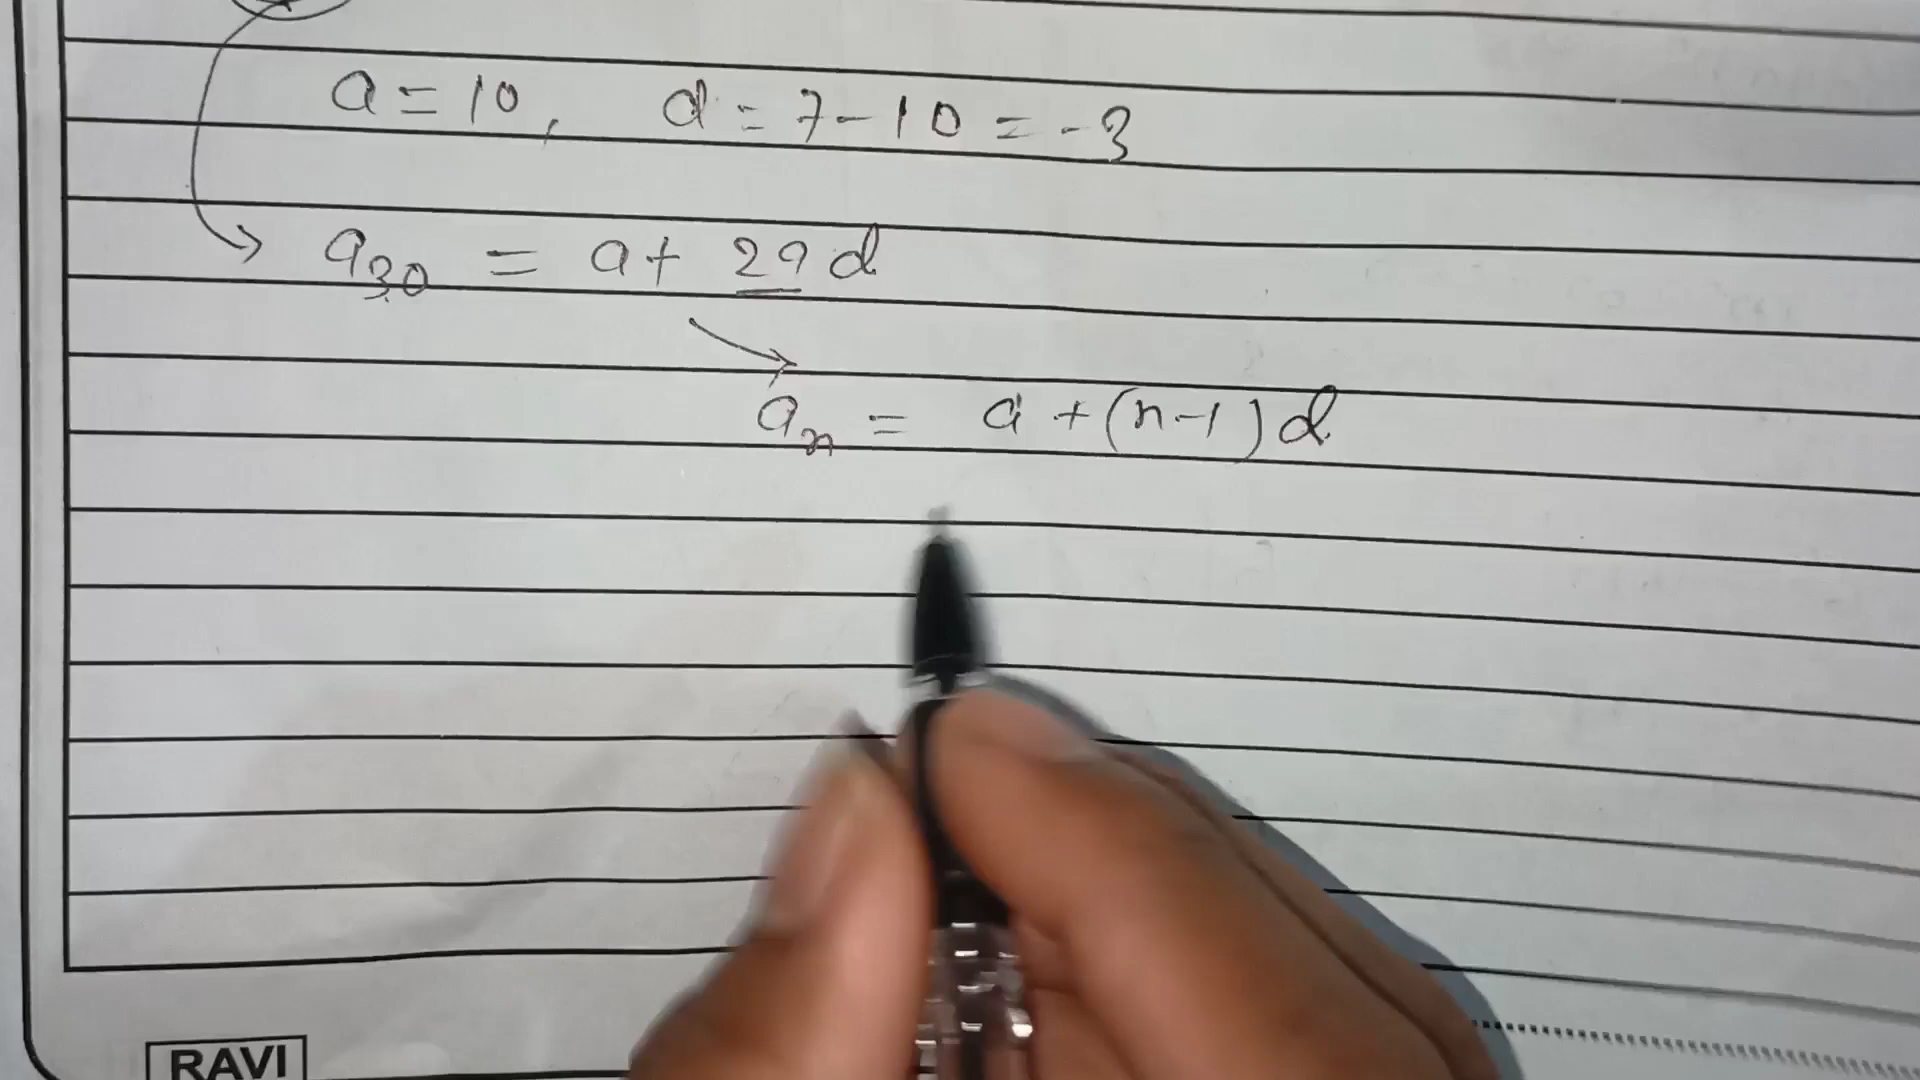 a = 10, d = 7 - 10 = -3
a₃₀ = a + 29d
aₙ = a + (n-1)d
RAVI